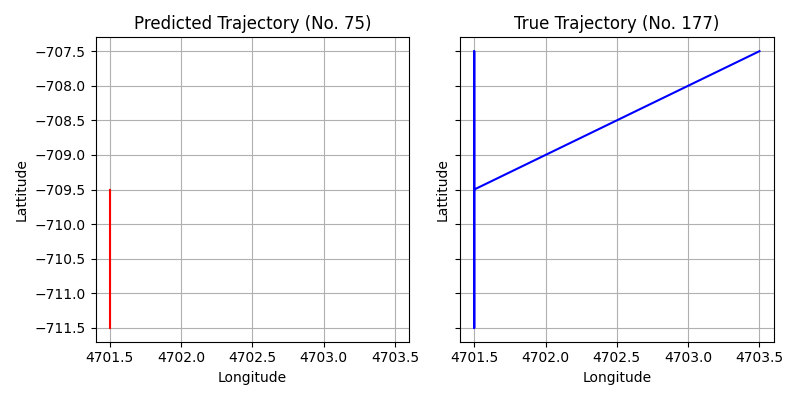 Predicted Trajectory (No. 75)
True Trajectory (No. 177)
−707.5
−708.0
−708.5
−709.0
−709.5
−710.0
−710.5
−711.0
−711.5
Lattitude
4701.5 4702.0 4702.5 4703.0 4703.5
Longitude
Lattitude
4701.5 4702.0 4702.5 4703.0 4703.5
Longitude